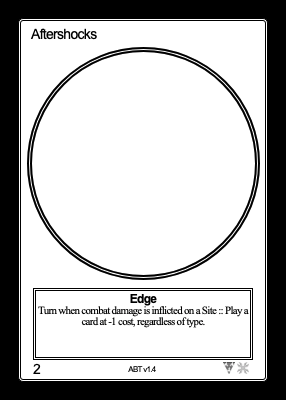 Aftershocks
Edge
Turn when combat damage is inflicted on a Site :: Play a
card at -1 cost, regardless of type.
2
ABT v1.4